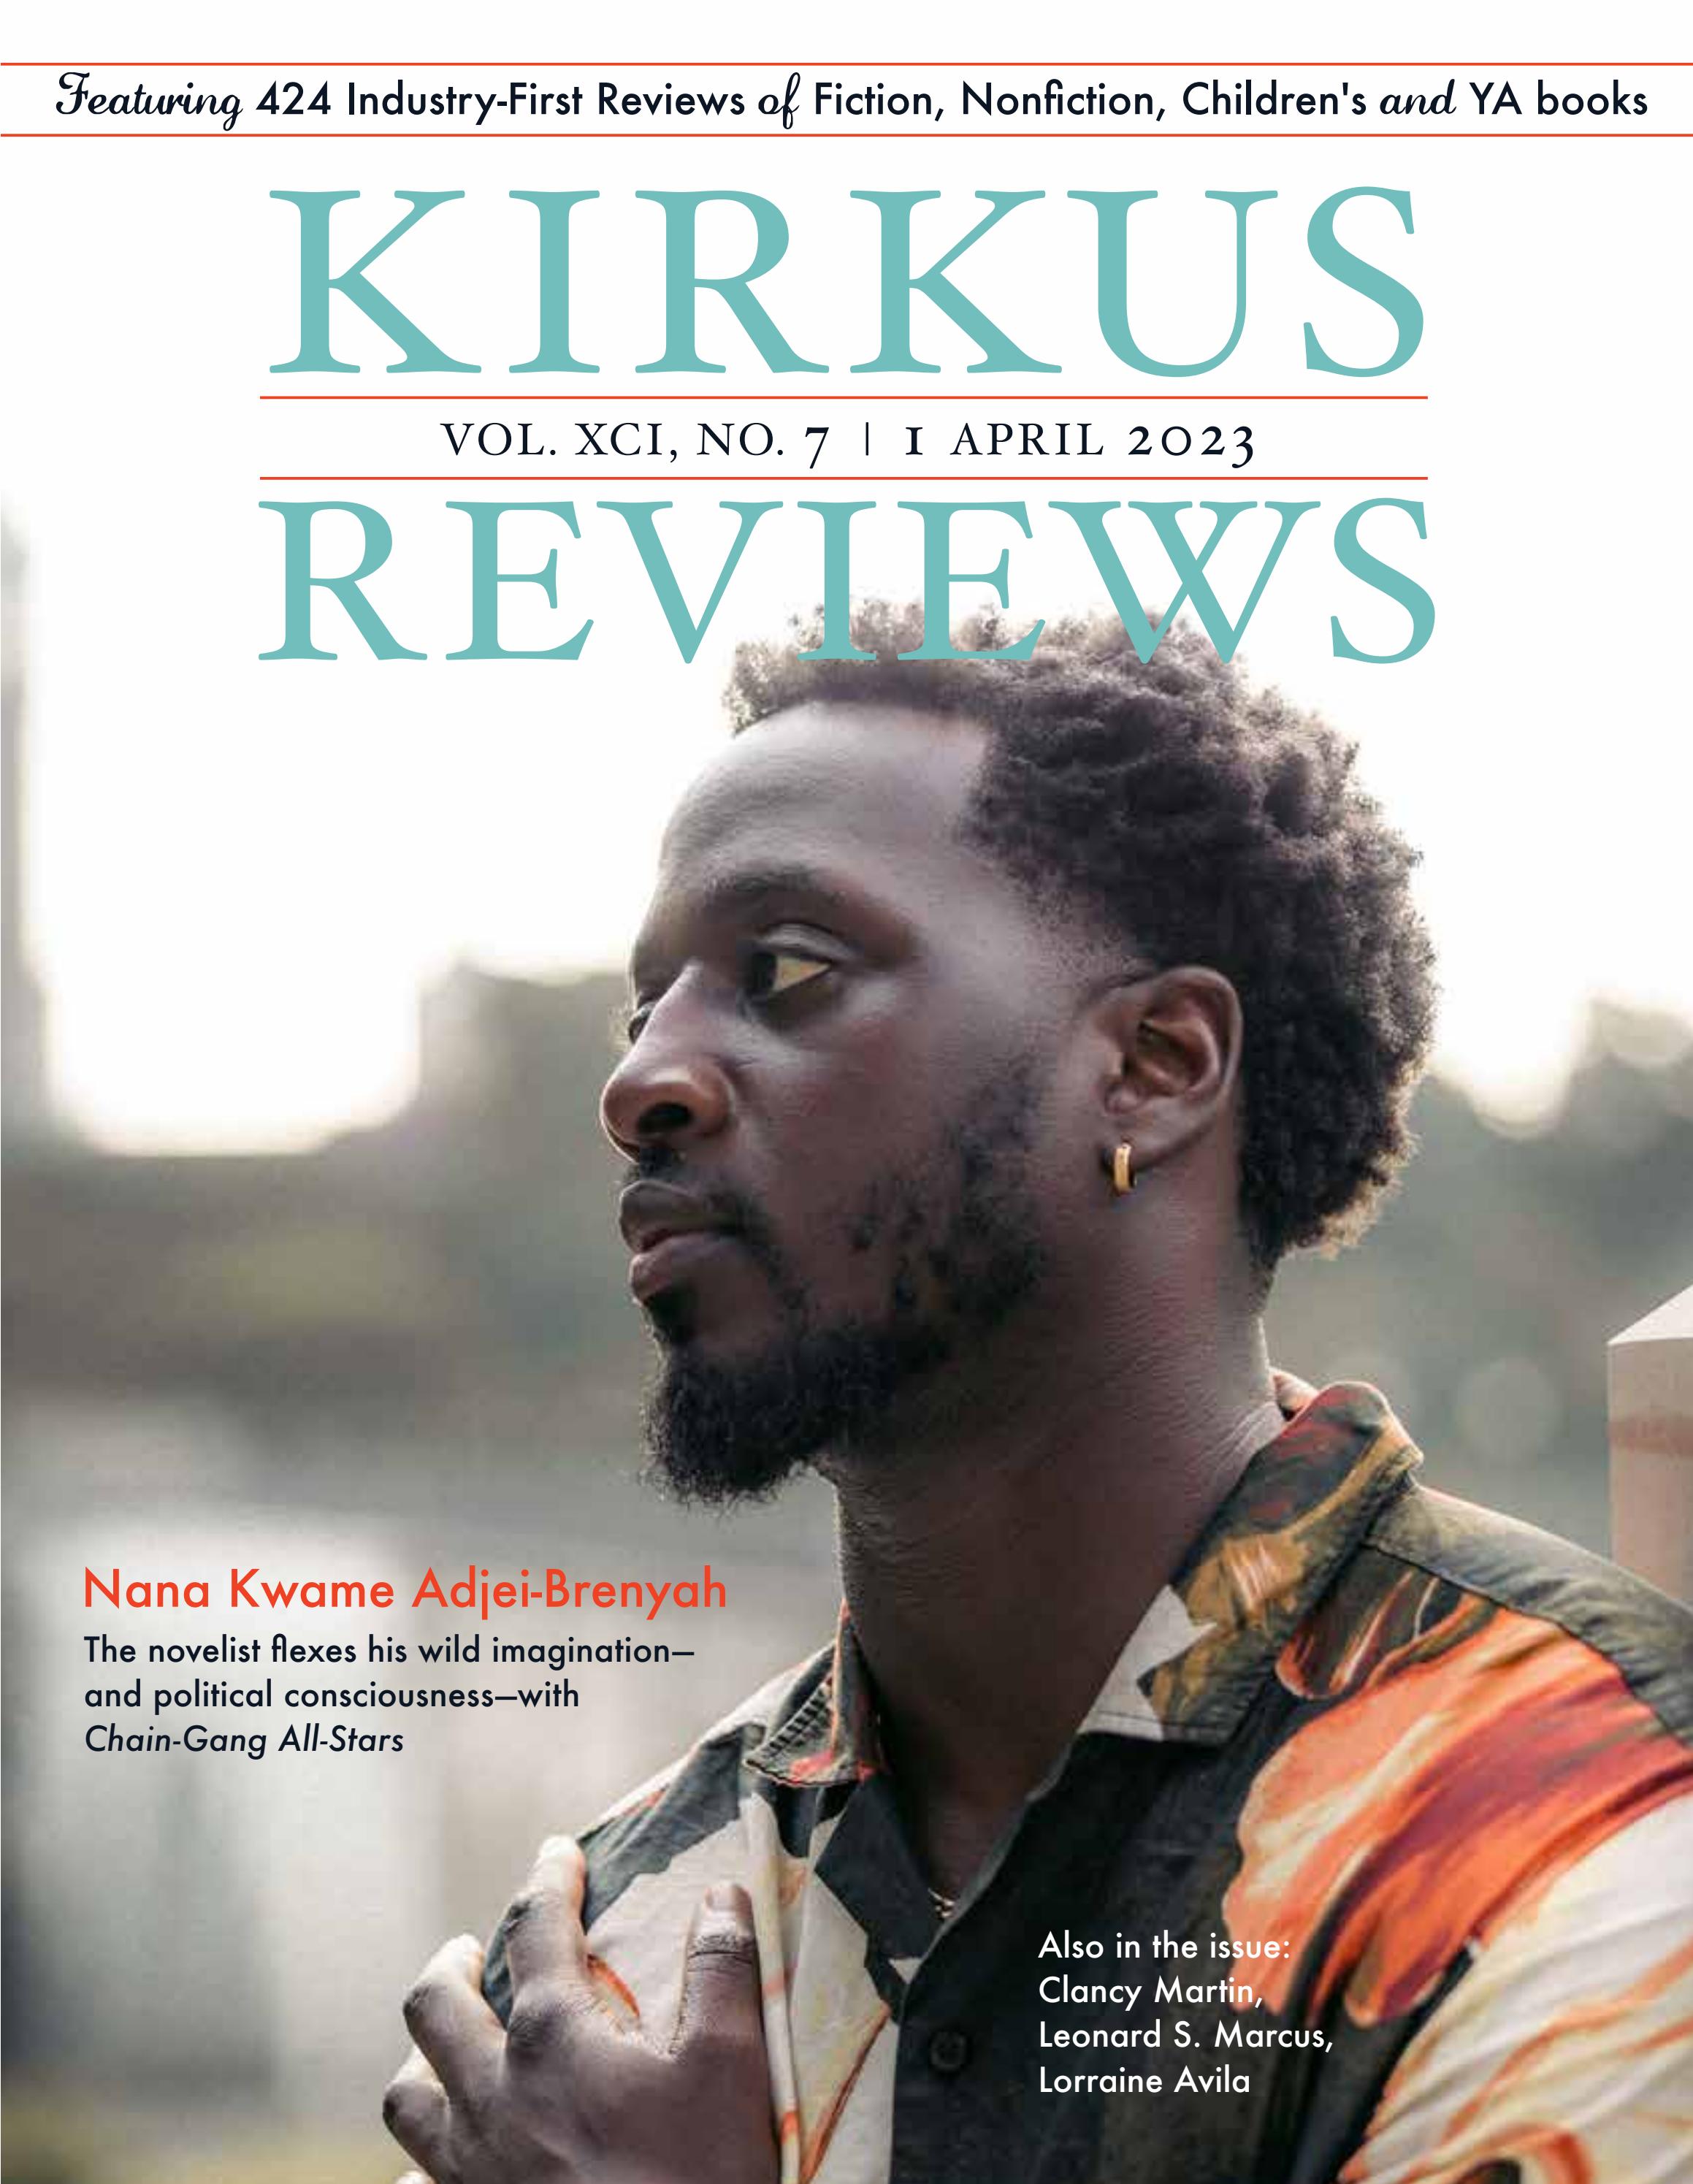 Featuring 424 Industry-First Reviews of Fiction, Nonfiction, Children's and YA books
KIRKUS
VOL. XCI, NO. 7 | 1 APRIL 2023
REVIEWS
Nana Kwame Adjei-Brenyah
The novelist flexes his wild imagination—
and political consciousness—with
Chain-Gang All-Stars
Also in the issue:
Clancy Martin,
Leonard S. Marcus,
Lorraine Avila